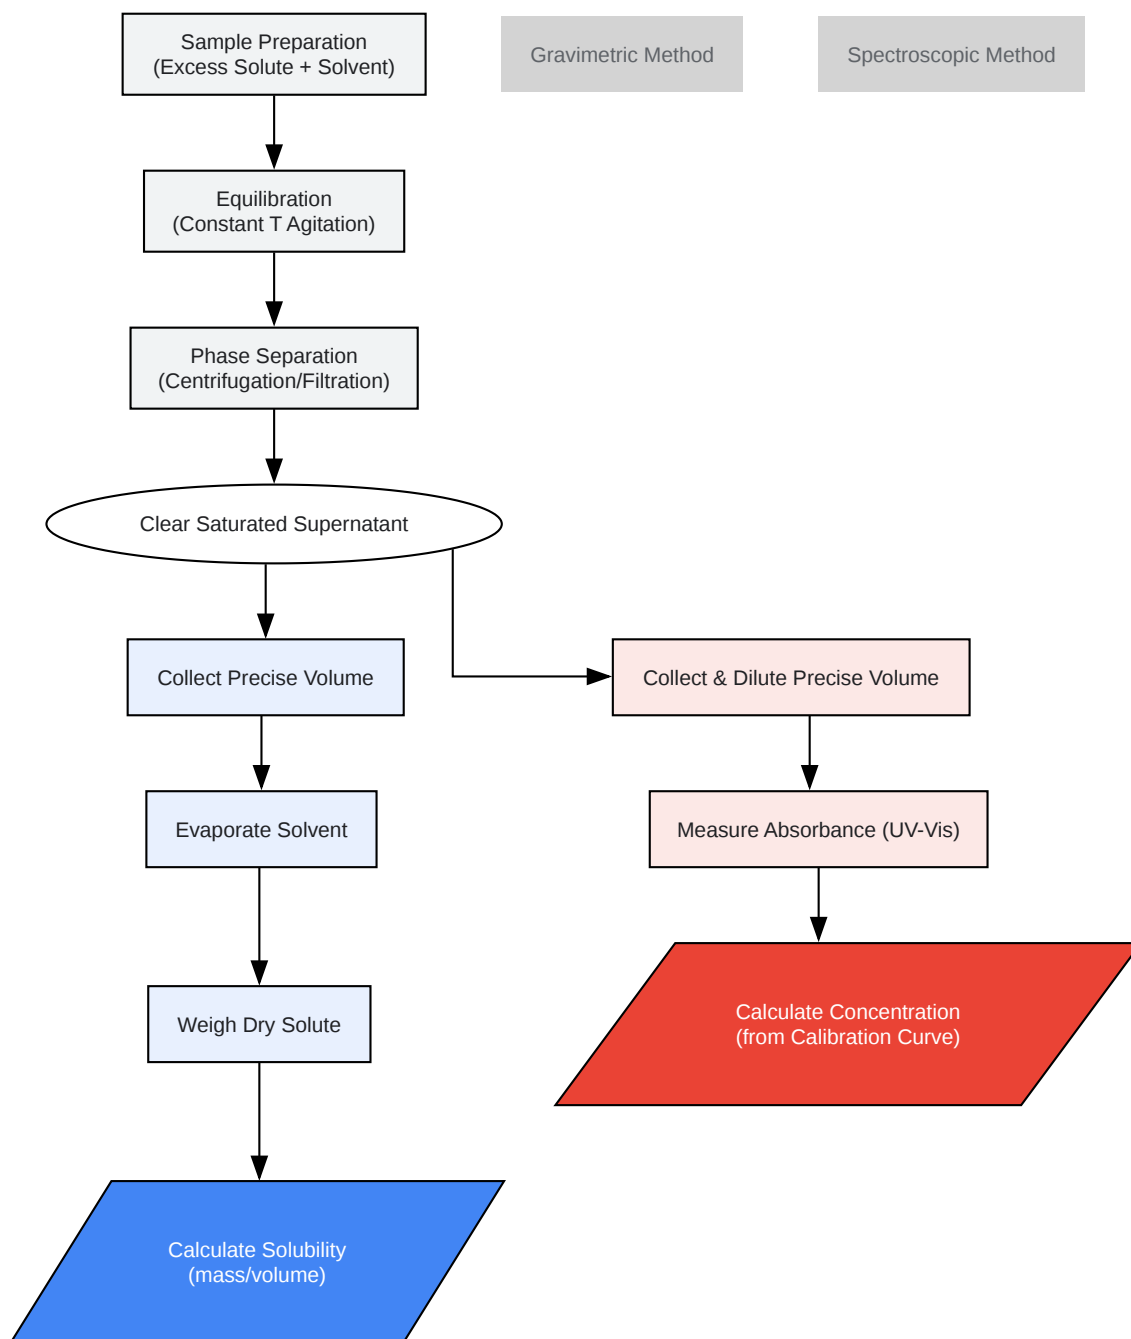 Sample Preparation
(Excess Solute + Solvent)
Gravimetric Method
Spectroscopic Method
Equilibration
(Constant T Agitation)
Phase Separation
(Centrifugation/Filtration)
Clear Saturated Supernatant
Collect Precise Volume
Collect & Dilute Precise Volume
Evaporate Solvent
Measure Absorbance (UV-Vis)
Weigh Dry Solute
Calculate Concentration
(from Calibration Curve)
Calculate Solubility
(mass/volume)